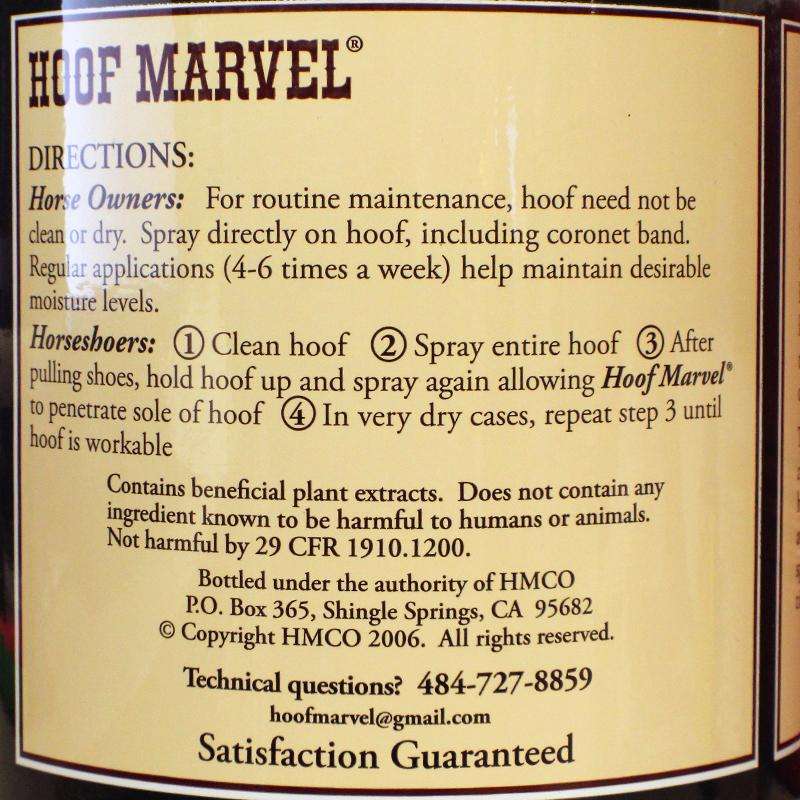 HOOF MARVEL®
DIRECTIONS:
Horse Owners: For routine maintenance, hoof need not be
clean or dry. Spray directly on hoof, including coronet band.
Regular applications (4-6 times a week) help maintain desirable
moisture levels.
Horseshoers: ① Clean hoof ② Spray entire hoof ③ After
pulling shoes, hold hoof up and spray again allowing Hoof Marvel®
to penetrate sole of hoof ④ In very dry cases, repeat step 3 until
hoof is workable
Contains beneficial plant extracts. Does not contain any
ingredient known to be harmful to humans or animals.
Not harmful by 29 CFR 1910.1200.
Bottled under the authority of HMCO
P.O. Box 365, Shingle Springs, CA 95682
© Copyright HMCO 2006. All rights reserved.
Technical questions? 484-727-8859
hoofmarvel@gmail.com
Satisfaction Guaranteed